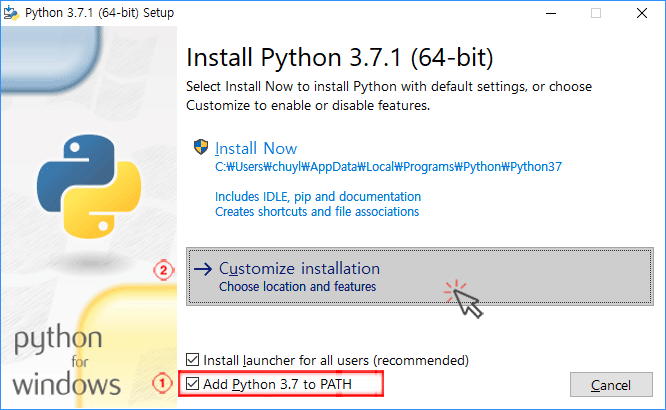 Python 3.7.1 (64-bit) Setup
Install Python 3.7.1 (64-bit)
Select Install Now to install Python with default settings, or choose
Customize to enable or disable features.
Install Now
C:₩Users₩chuyl₩AppData₩Local₩Programs₩Python₩Python37
Includes IDLE, pip and documentation
Creates shortcuts and file associations
② → Customize installation
Choose location and features
python
for
windows
Install launcher for all users (recommended)
① Add Python 3.7 to PATH
Cancel